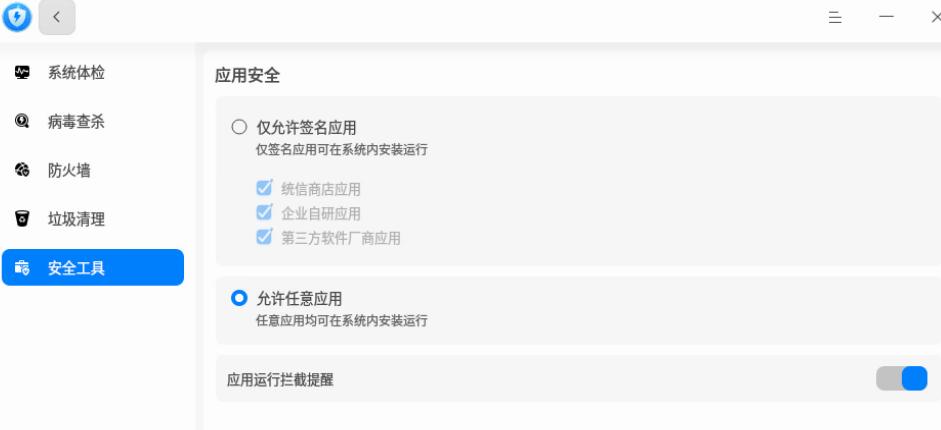 系统体检
病毒查杀
防火墙
垃圾清理
安全工具
应用安全
仅允许签名应用
仅签名应用可在系统内安装运行
统信商店应用
企业自研应用
第三方软件厂商应用
允许任意应用
任意应用均可在系统内安装运行
应用运行拦截提醒